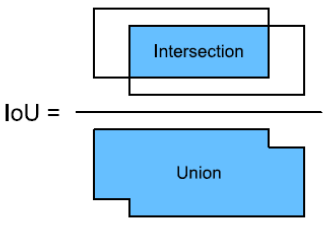 Intersection
IoU =
Union